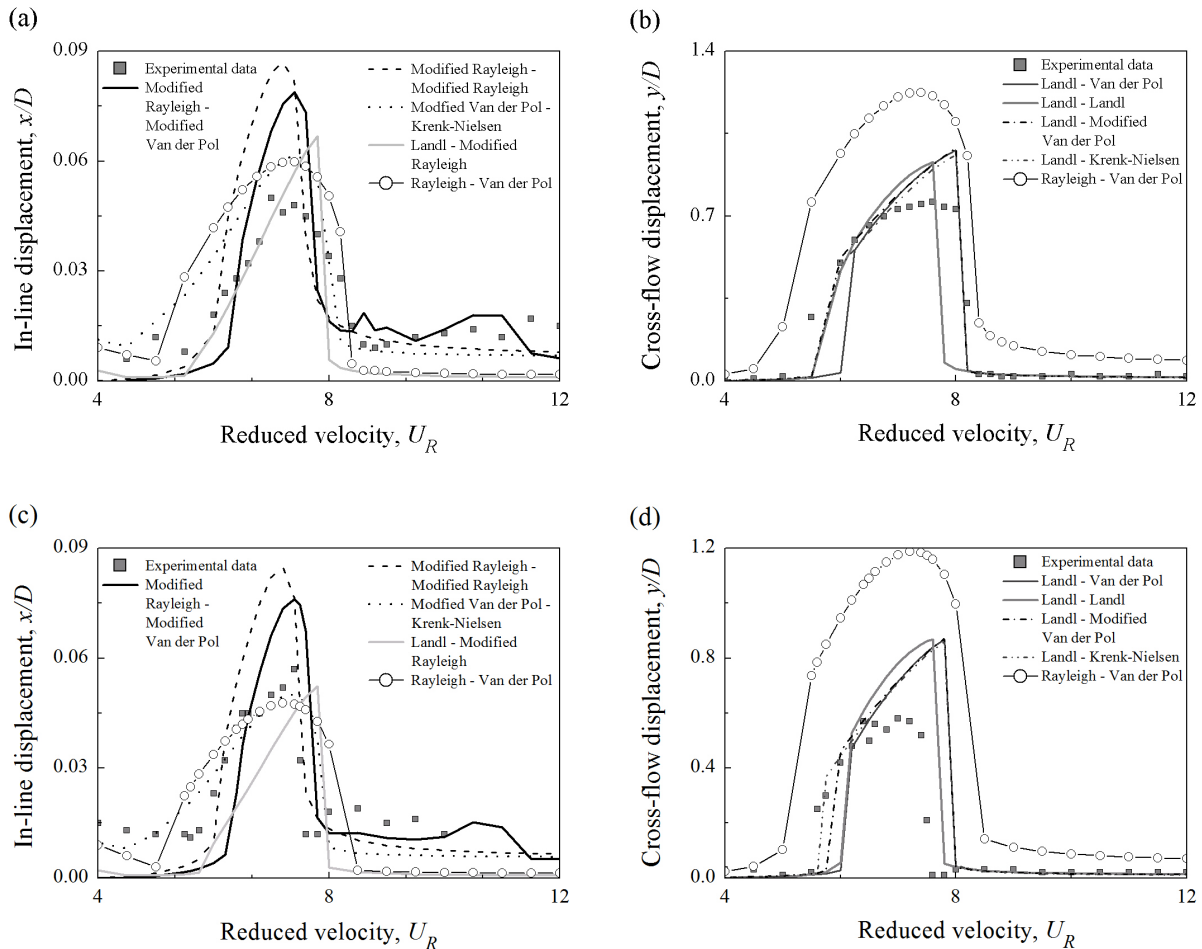 (a)
0.09
0.06
0.03
0.00
In-line displacement, x/D
Experimental data
Modified
Rayleigh -
Modified
Van der Pol
Modified Rayleigh -
Modified Rayleigh
Modfied Van der Pol -
Krenk-Nielsen
Landl - Modified
Rayleigh
Rayleigh - Van der Pol
4
8
12
Reduced velocity, U_R
(b)
1.4
0.7
0.0
Cross-flow displacement, y/D
Experimental data
Landl - Van der Pol
Landl - Landl
Landl - Modified
Van der Pol
Landl - Krenk-Nielsen
Rayleigh - Van der Pol
4
6
8
12
Reduced velocity, U_R
(c)
0.09
0.06
0.03
0.00
In-line displacement, x/D
Experimental data
Modified
Rayleigh -
Modified
Van der Pol
Modified Rayleigh -
Modified Rayleigh
Modfied Van der Pol -
Krenk-Nielsen
Landl - Modified
Rayleigh
Rayleigh - Van der Pol
4
8
12
Reduced velocity, U_R
(d)
1.2
0.8
0.4
0.0
Cross-flow displacement, y/D
Experimental data
Landl - Van der Pol
Landl - Landl
Landl - Modified
Van der Pol
Landl - Krenk-Nielsen
Rayleigh - Van der Pol
4
6
8
12
Reduced velocity, U_R